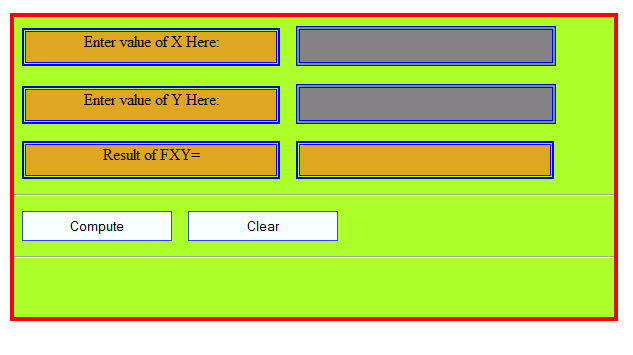 Enter value of X Here:
Enter value of Y Here:
Result of FXY=
Compute Clear